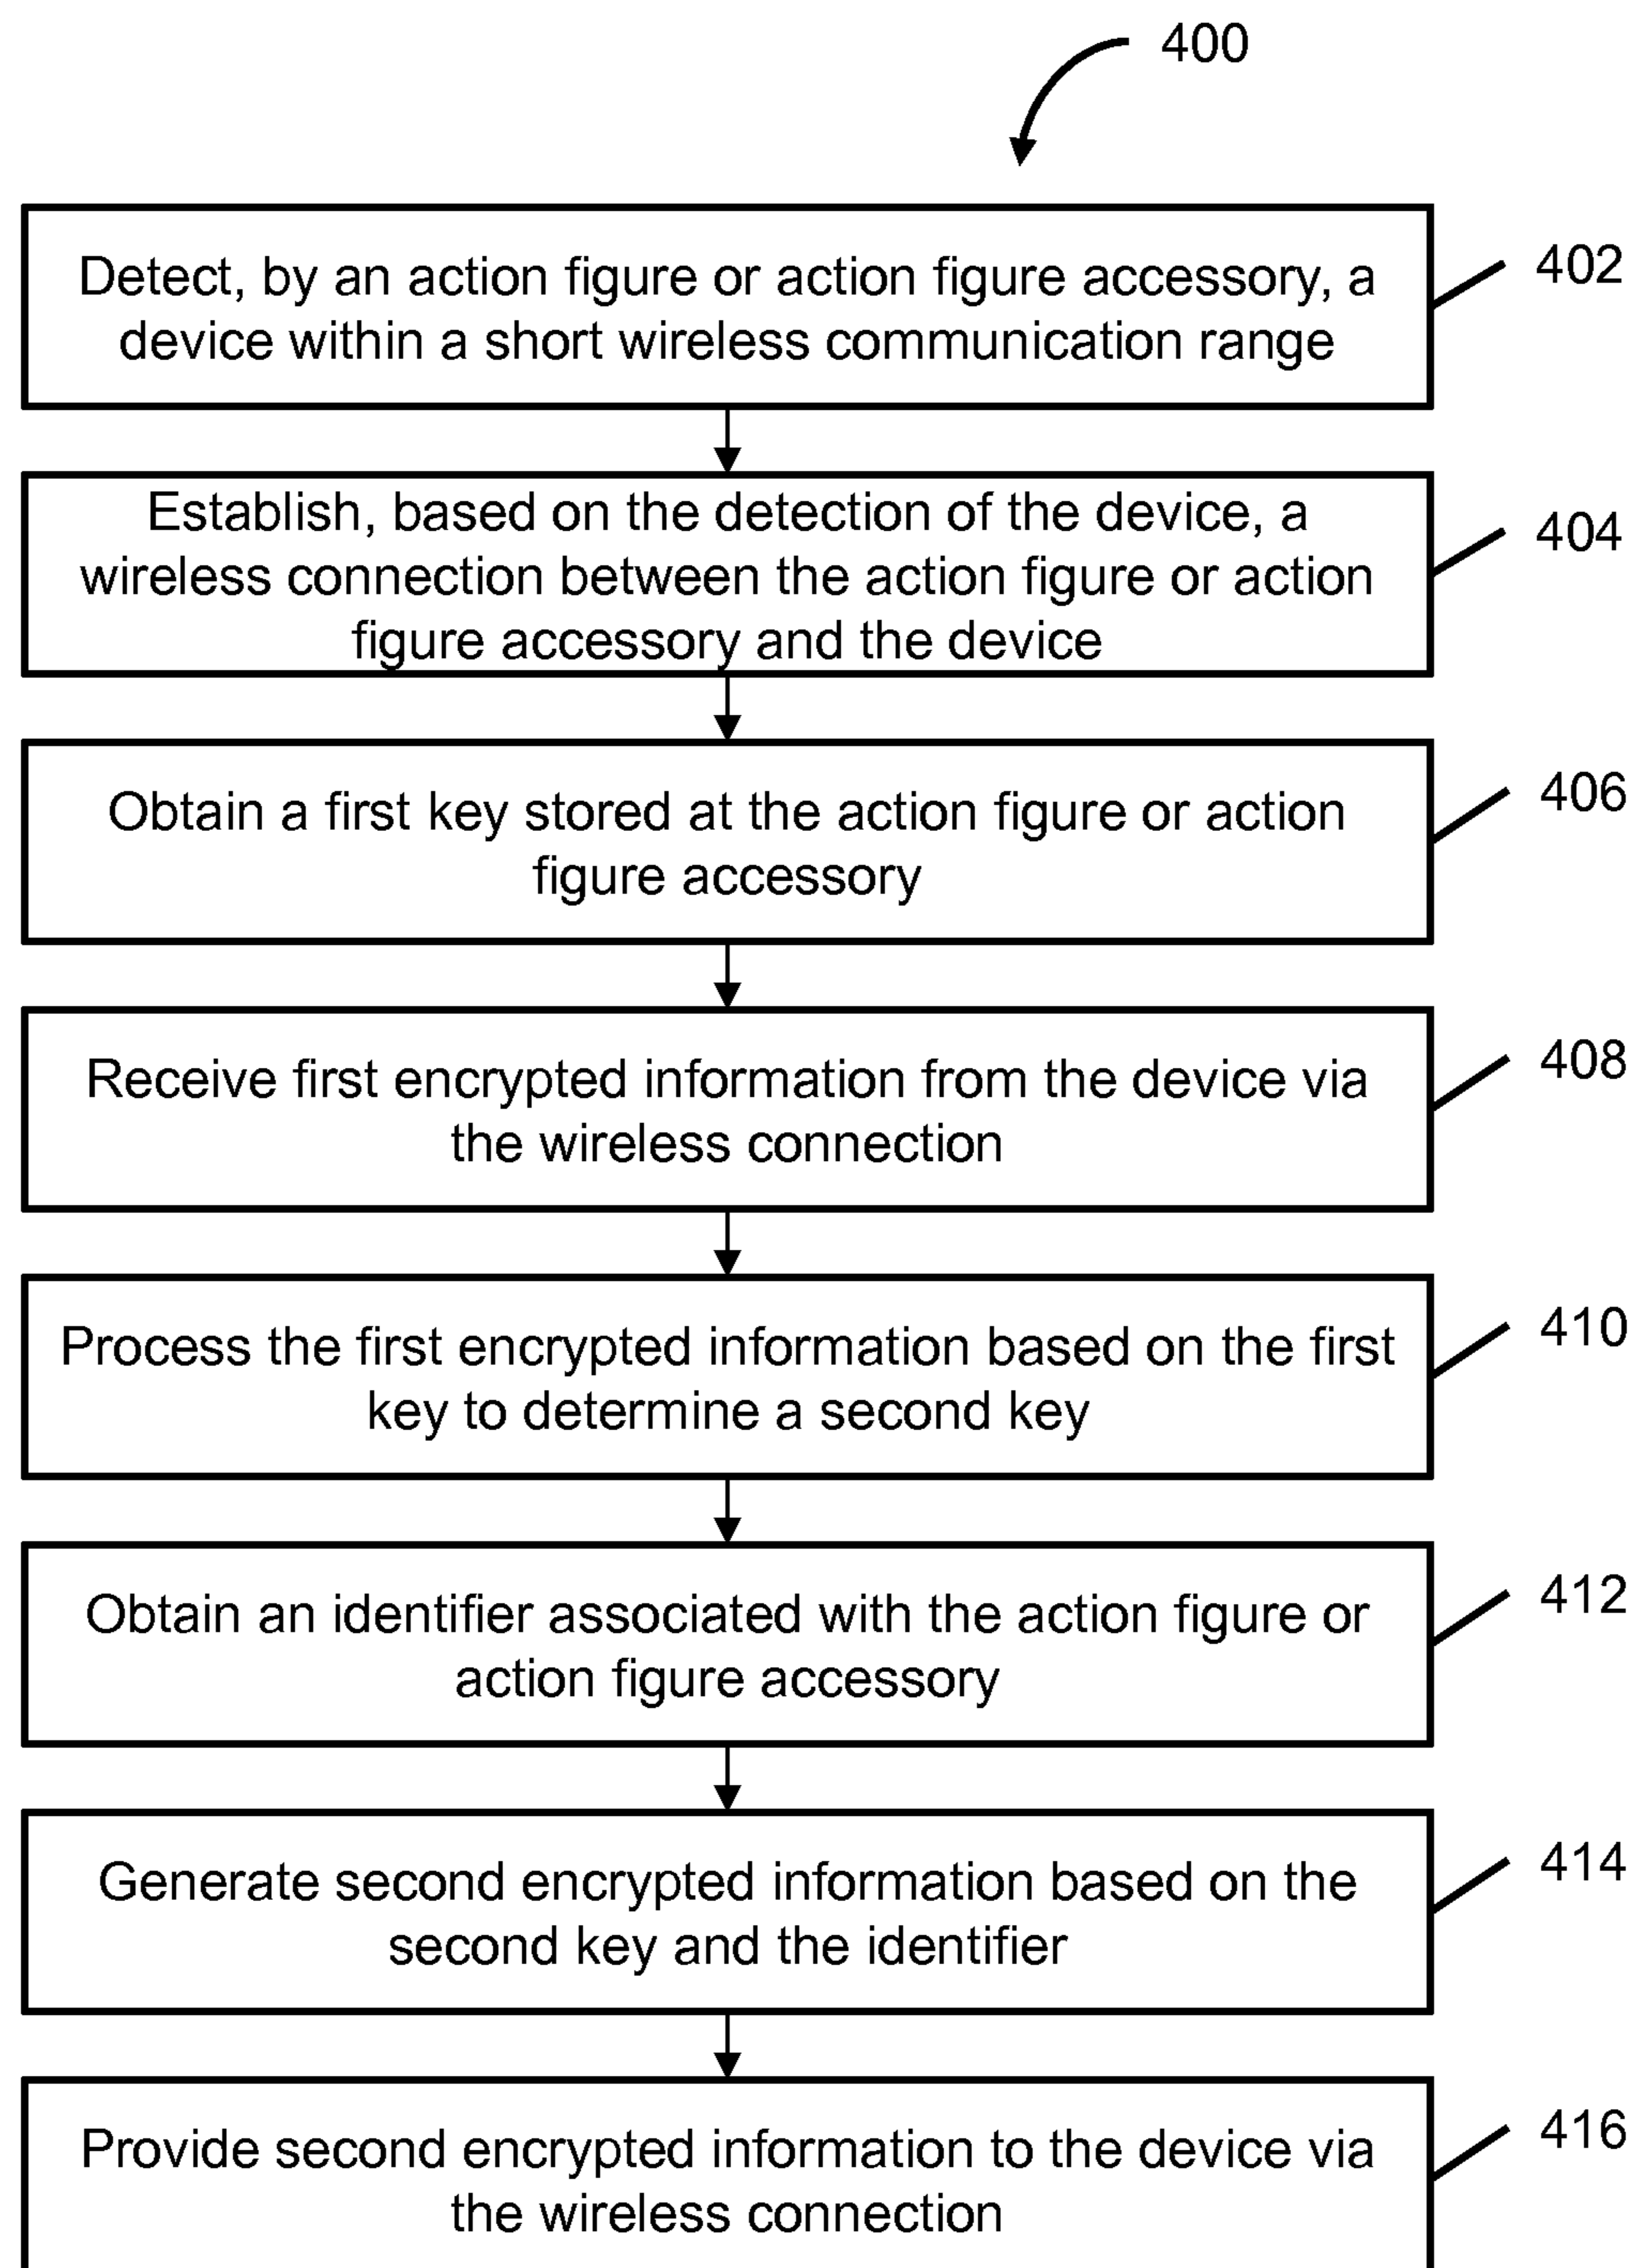 400
Detect, by an action figure or action figure accessory, a
device within a short wireless communication range
402
Establish, based on the detection of the device, a
wireless connection between the action figure or action
figure accessory and the device
404
Obtain a first key stored at the action figure or action
figure accessory
406
Receive first encrypted information from the device via
the wireless connection
408
Process the first encrypted information based on the first
key to determine a second key
410
Obtain an identifier associated with the action figure or
action figure accessory
412
Generate second encrypted information based on the
second key and the identifier
414
Provide second encrypted information to the device via
the wireless connection
416